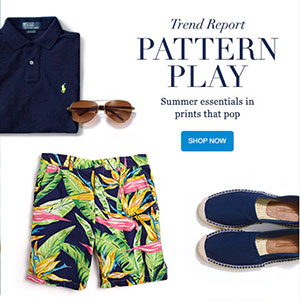 Trend Report
PATTERN
PLAY
Summer essentials in
prints that pop
SHOP NOW